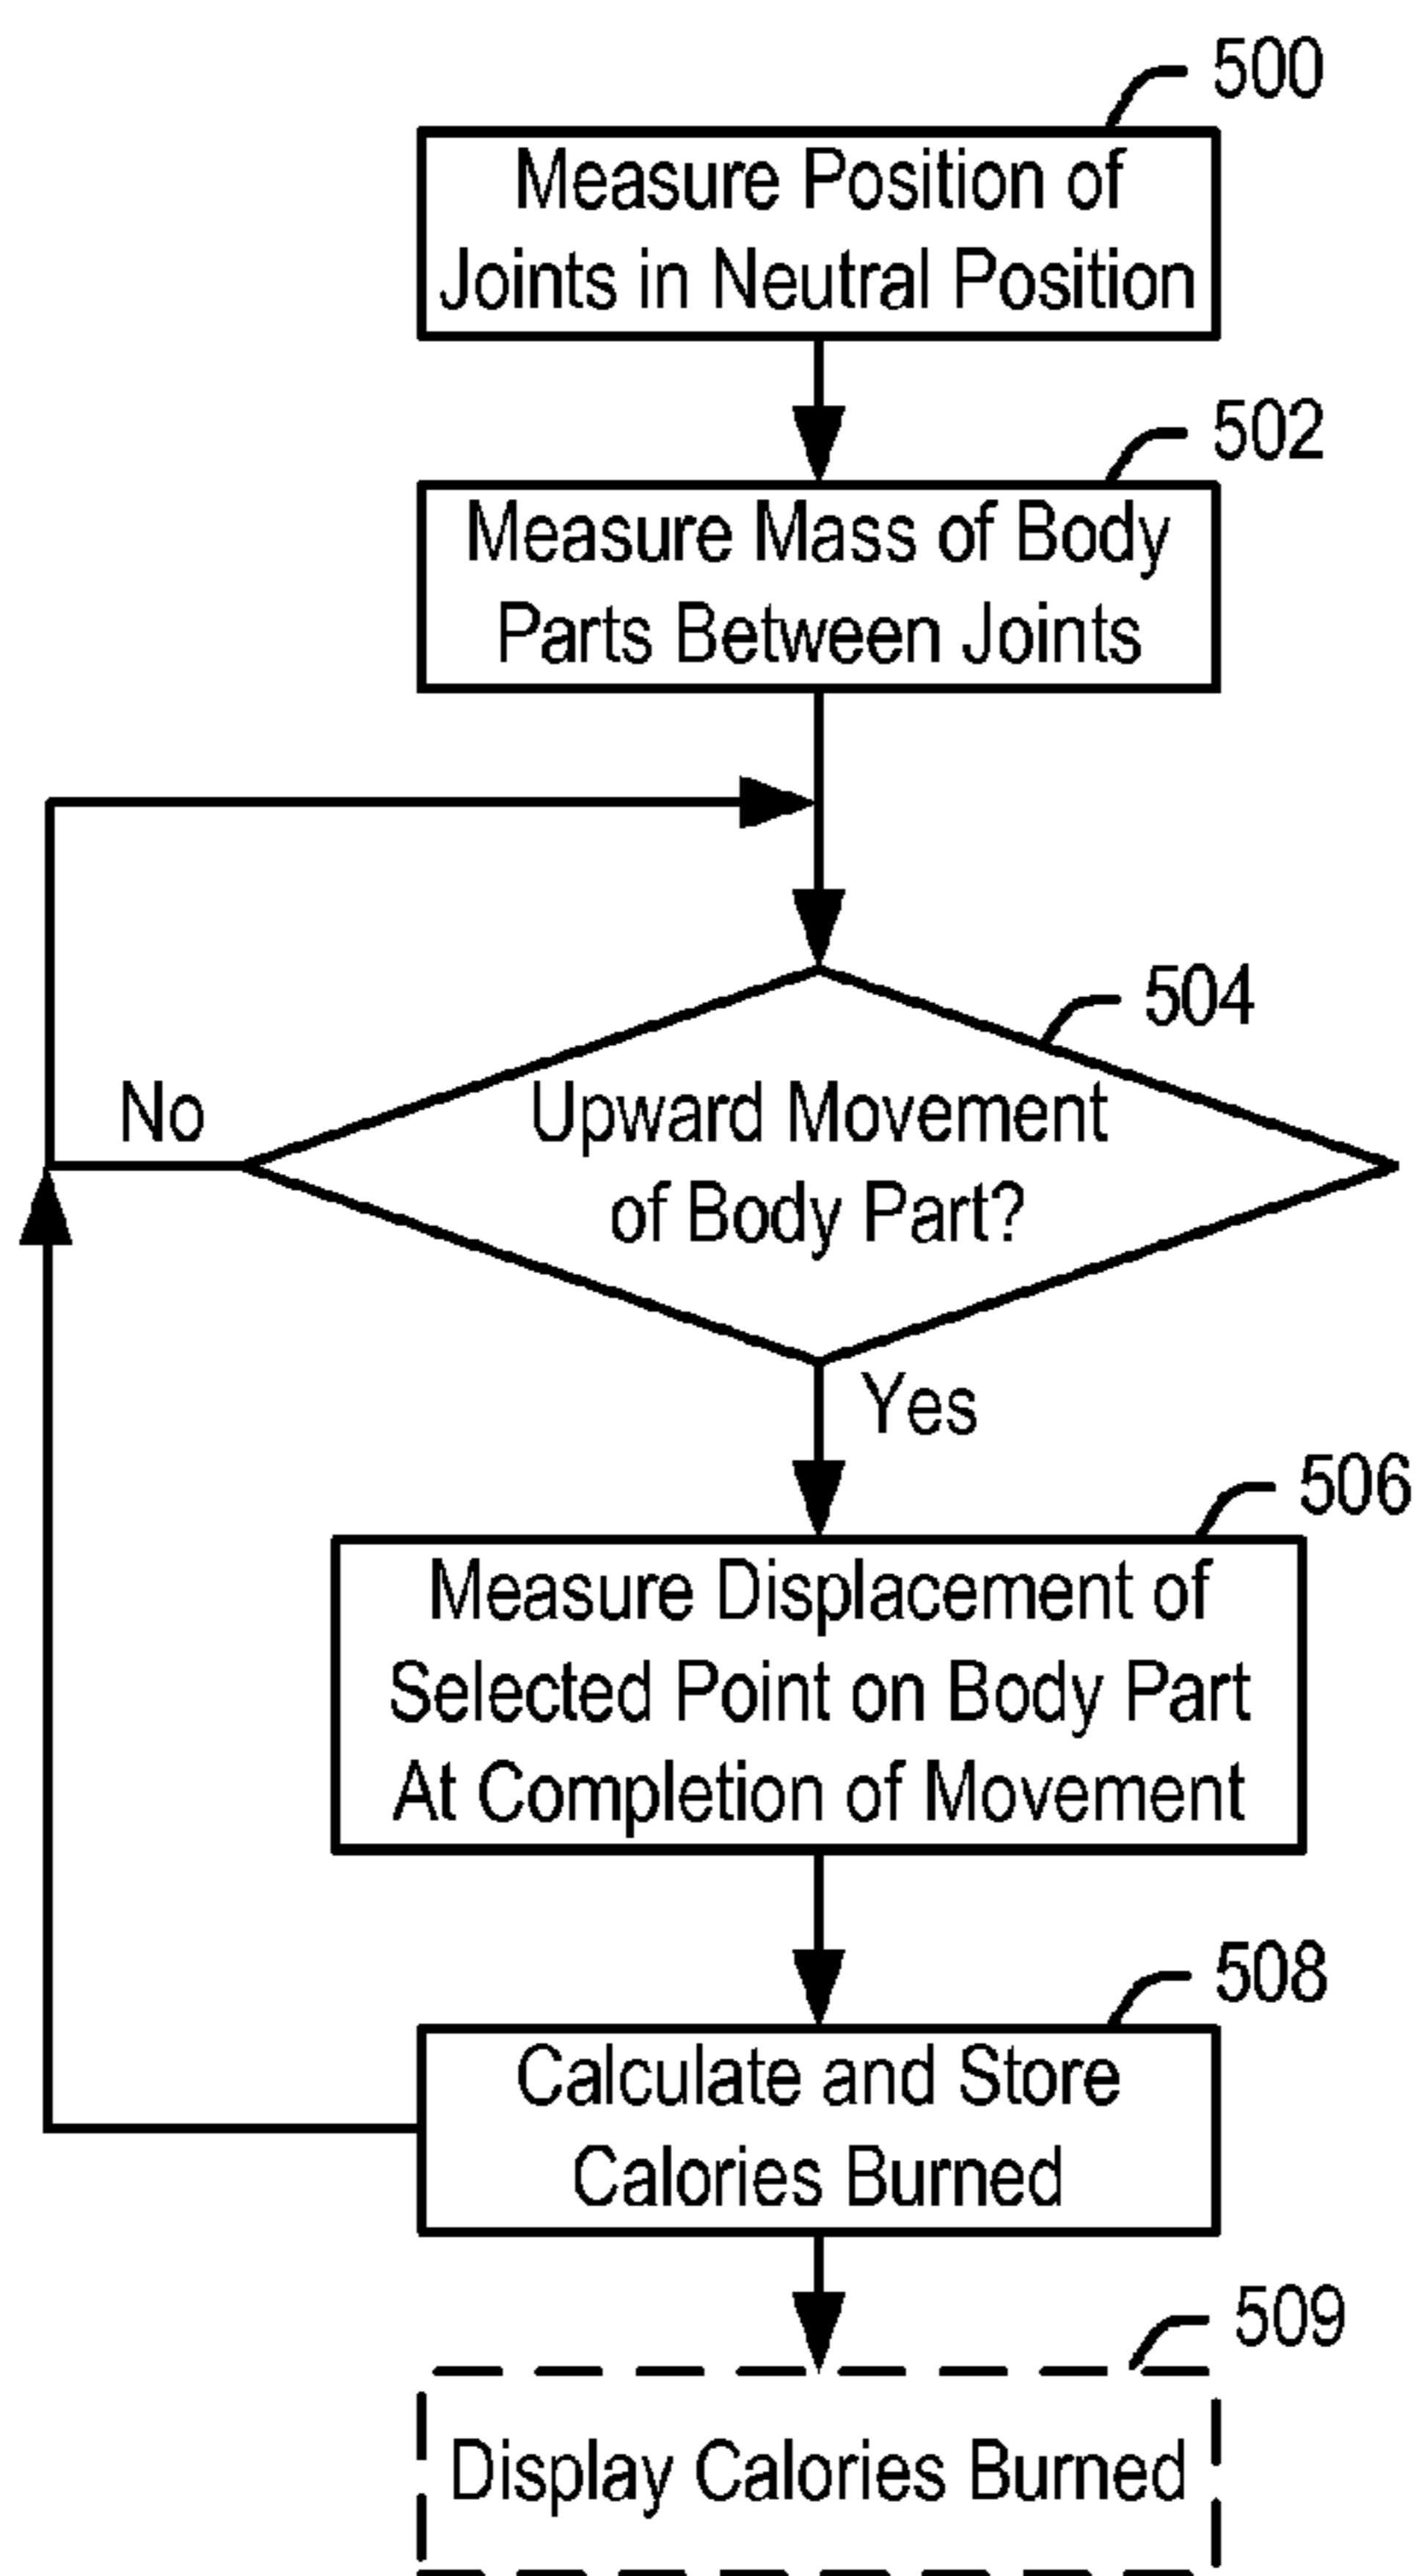 500
Measure Position of
Joints in Neutral Position
502
Measure Mass of Body
Parts Between Joints
504
No
Upward Movement
of Body Part?
Yes
506
Measure Displacement of
Selected Point on Body Part
At Completion of Movement
508
Calculate and Store
Calories Burned
509
Display Calories Burned